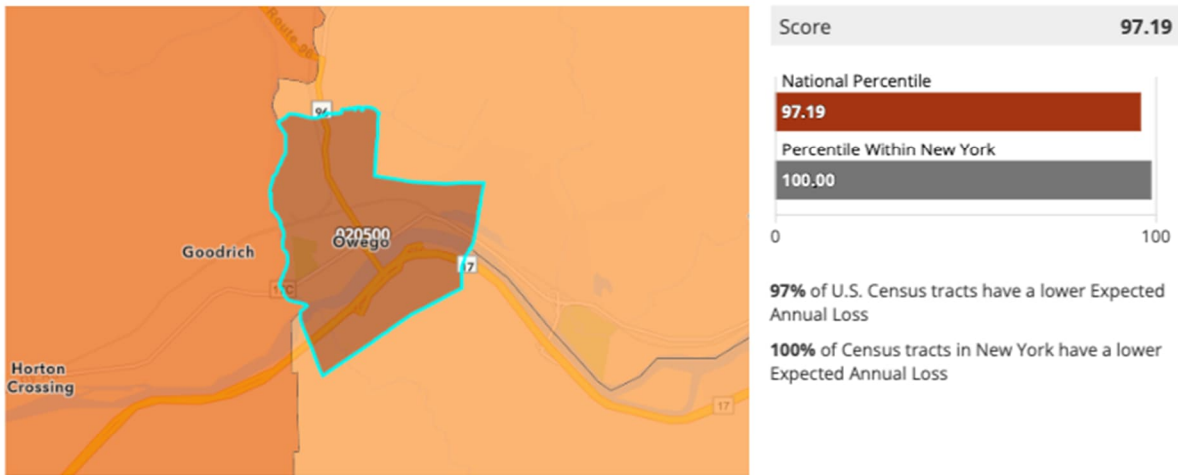 Route 96
96
020500
Owego
Goodrich
17
17C
Horton
Crossing
17
Score 97.19
National Percentile
97.19
Percentile Within New York
100.00
0 100
97% of U.S. Census tracts have a lower Expected
Annual Loss
100% of Census tracts in New York have a lower
Expected Annual Loss